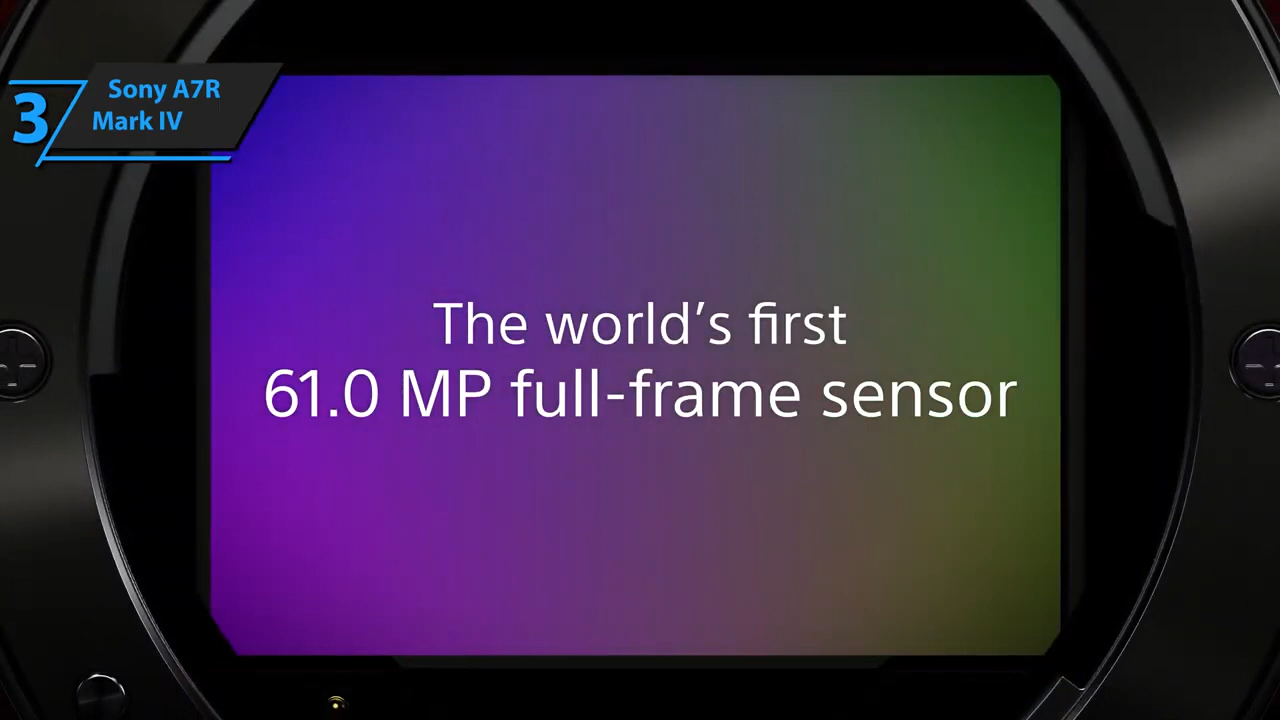 3
Sony A7R
Mark IV
The world’s first
61.0 MP full-frame sensor